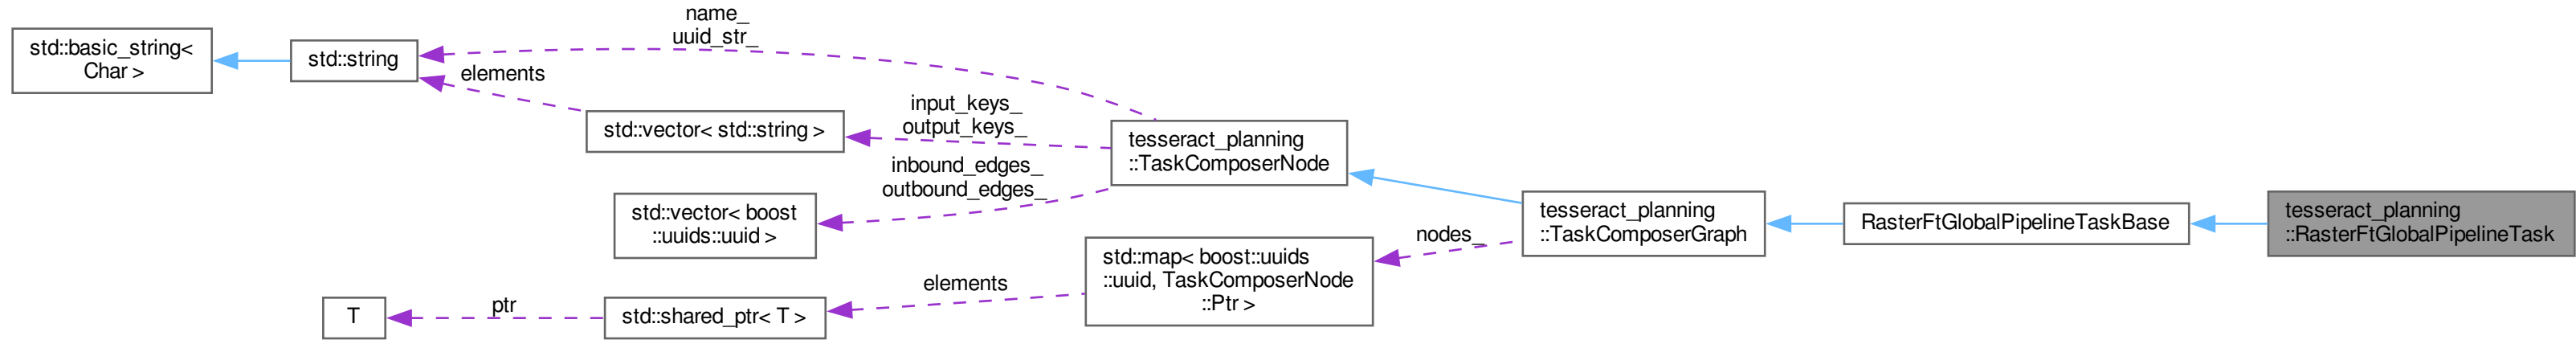 name_
uuid_str_
std::basic_string<
Char >
std::string
elements
std::vector< std::string >
input_keys_
output_keys_
tesseract_planning
::TaskComposerNode
inbound_edges_
outbound_edges_
std::vector< boost
::uuids::uuid >
tesseract_planning
::TaskComposerGraph
RasterFtGlobalPipelineTaskBase
tesseract_planning
::RasterFtGlobalPipelineTask
nodes_
std::map< boost::uuids
::uuid, TaskComposerNode
::Ptr >
elements
std::shared_ptr< T >
ptr
T